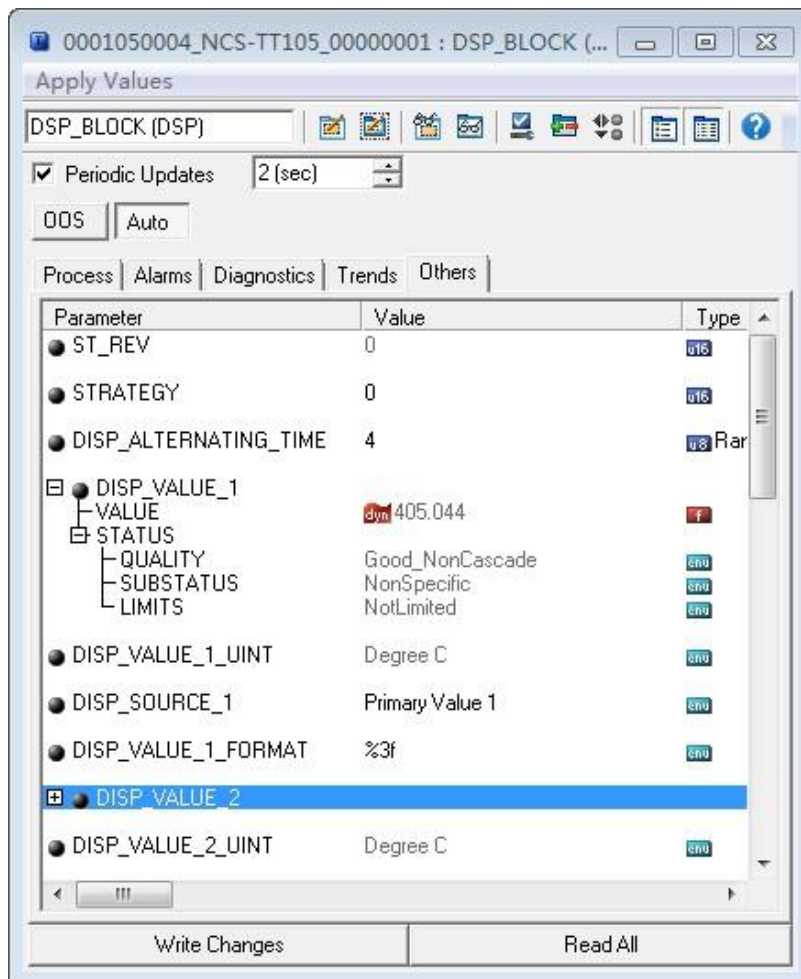 0001050004_NCS-TT105_00000001 : DSP_BLOCK (...
Apply Values
DSP_BLOCK (DSP)
Periodic Updates 2 (sec)
OOS Auto
Process Alarms Diagnostics Trends Others
Parameter Value Type
ST_REV 0 u16
STRATEGY 0 u16
DISP_ALTERNATING_TIME 4 u8 Rar
DISP_VALUE_1
VALUE dyn 405.044 f
STATUS
QUALITY Good_NonCascade enu
SUBSTATUS NonSpecific enu
LIMITS NotLimited enu
DISP_VALUE_1_UINT Degree C enu
DISP_SOURCE_1 Primary Value 1 enu
DISP_VALUE_1_FORMAT %3f enu
DISP_VALUE_2
DISP_VALUE_2_UINT Degree C enu
Write Changes Read All